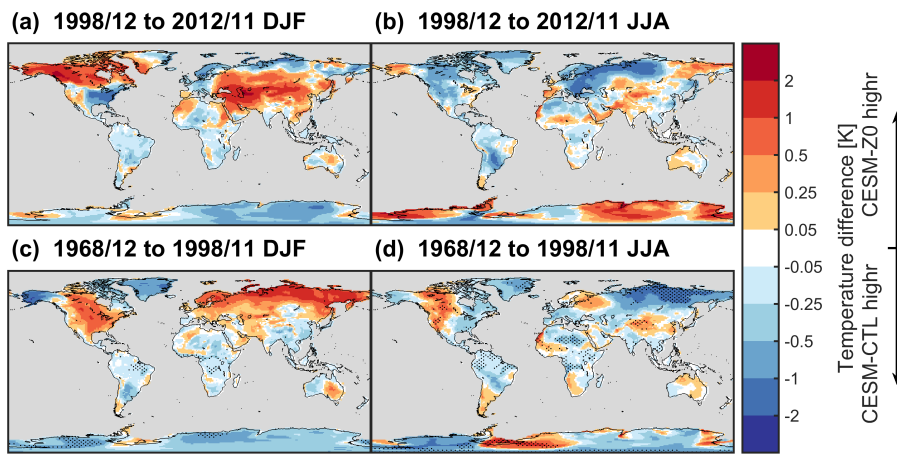 (a) 1998/12 to 2012/11 DJF
(b) 1998/12 to 2012/11 JJA
(c) 1968/12 to 1998/11 DJF
(d) 1968/12 to 1998/11 JJA
2
1
0.5
0.25
0.05
-0.05
-0.25
-0.5
-1
-2
Temperature difference [K]
CESM-CTL highr
CESM-Z0 highr